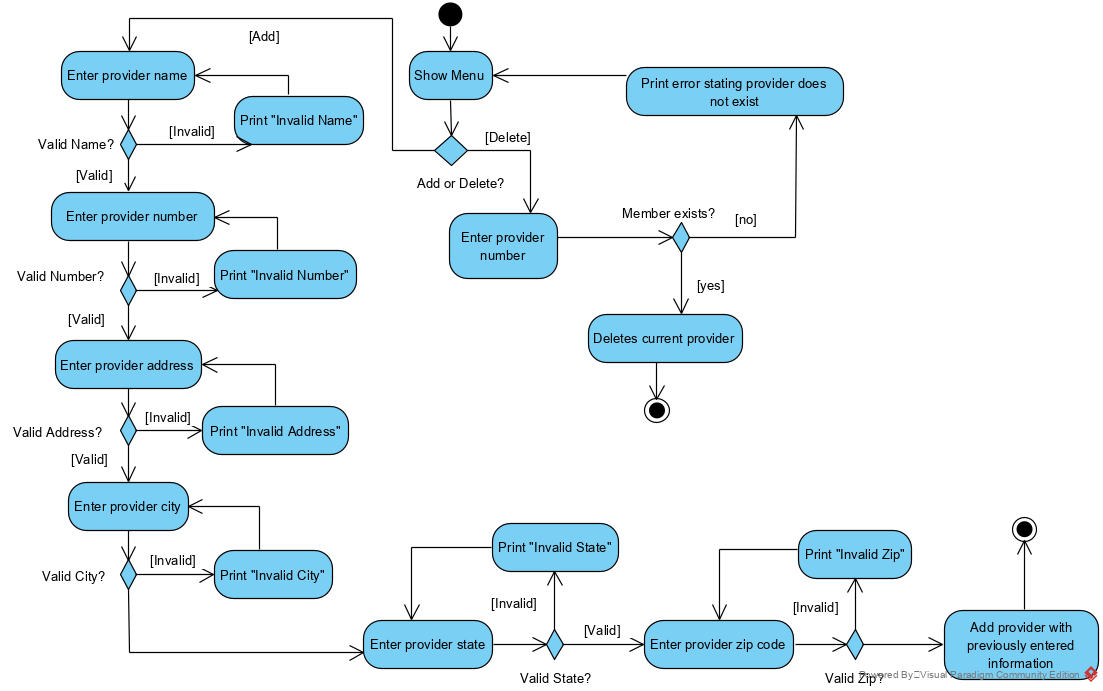 [Add]
Enter provider name
Show Menu
Print error stating provider does
not exist
Print "Invalid Name"
[Invalid]
Valid Name?
[Delete]
[Valid]
Add or Delete?
Enter provider number
Member exists?
[no]
Enter provider
number
Valid Number?
[Invalid]
Print "Invalid Number"
[yes]
[Valid]
Deletes current provider
Enter provider address
[Invalid]
Valid Address?
Print "Invalid Address"
[Valid]
Enter provider city
[Invalid]
Valid City?
Print "Invalid City"
Print "Invalid State"
Print "Invalid Zip"
[Invalid]
[Invalid]
Enter provider state
[Valid]
Enter provider zip code
Valid State?
Valid Zip?
Add provider with
previously entered
information
Powered By Visual Paradigm Community Edition